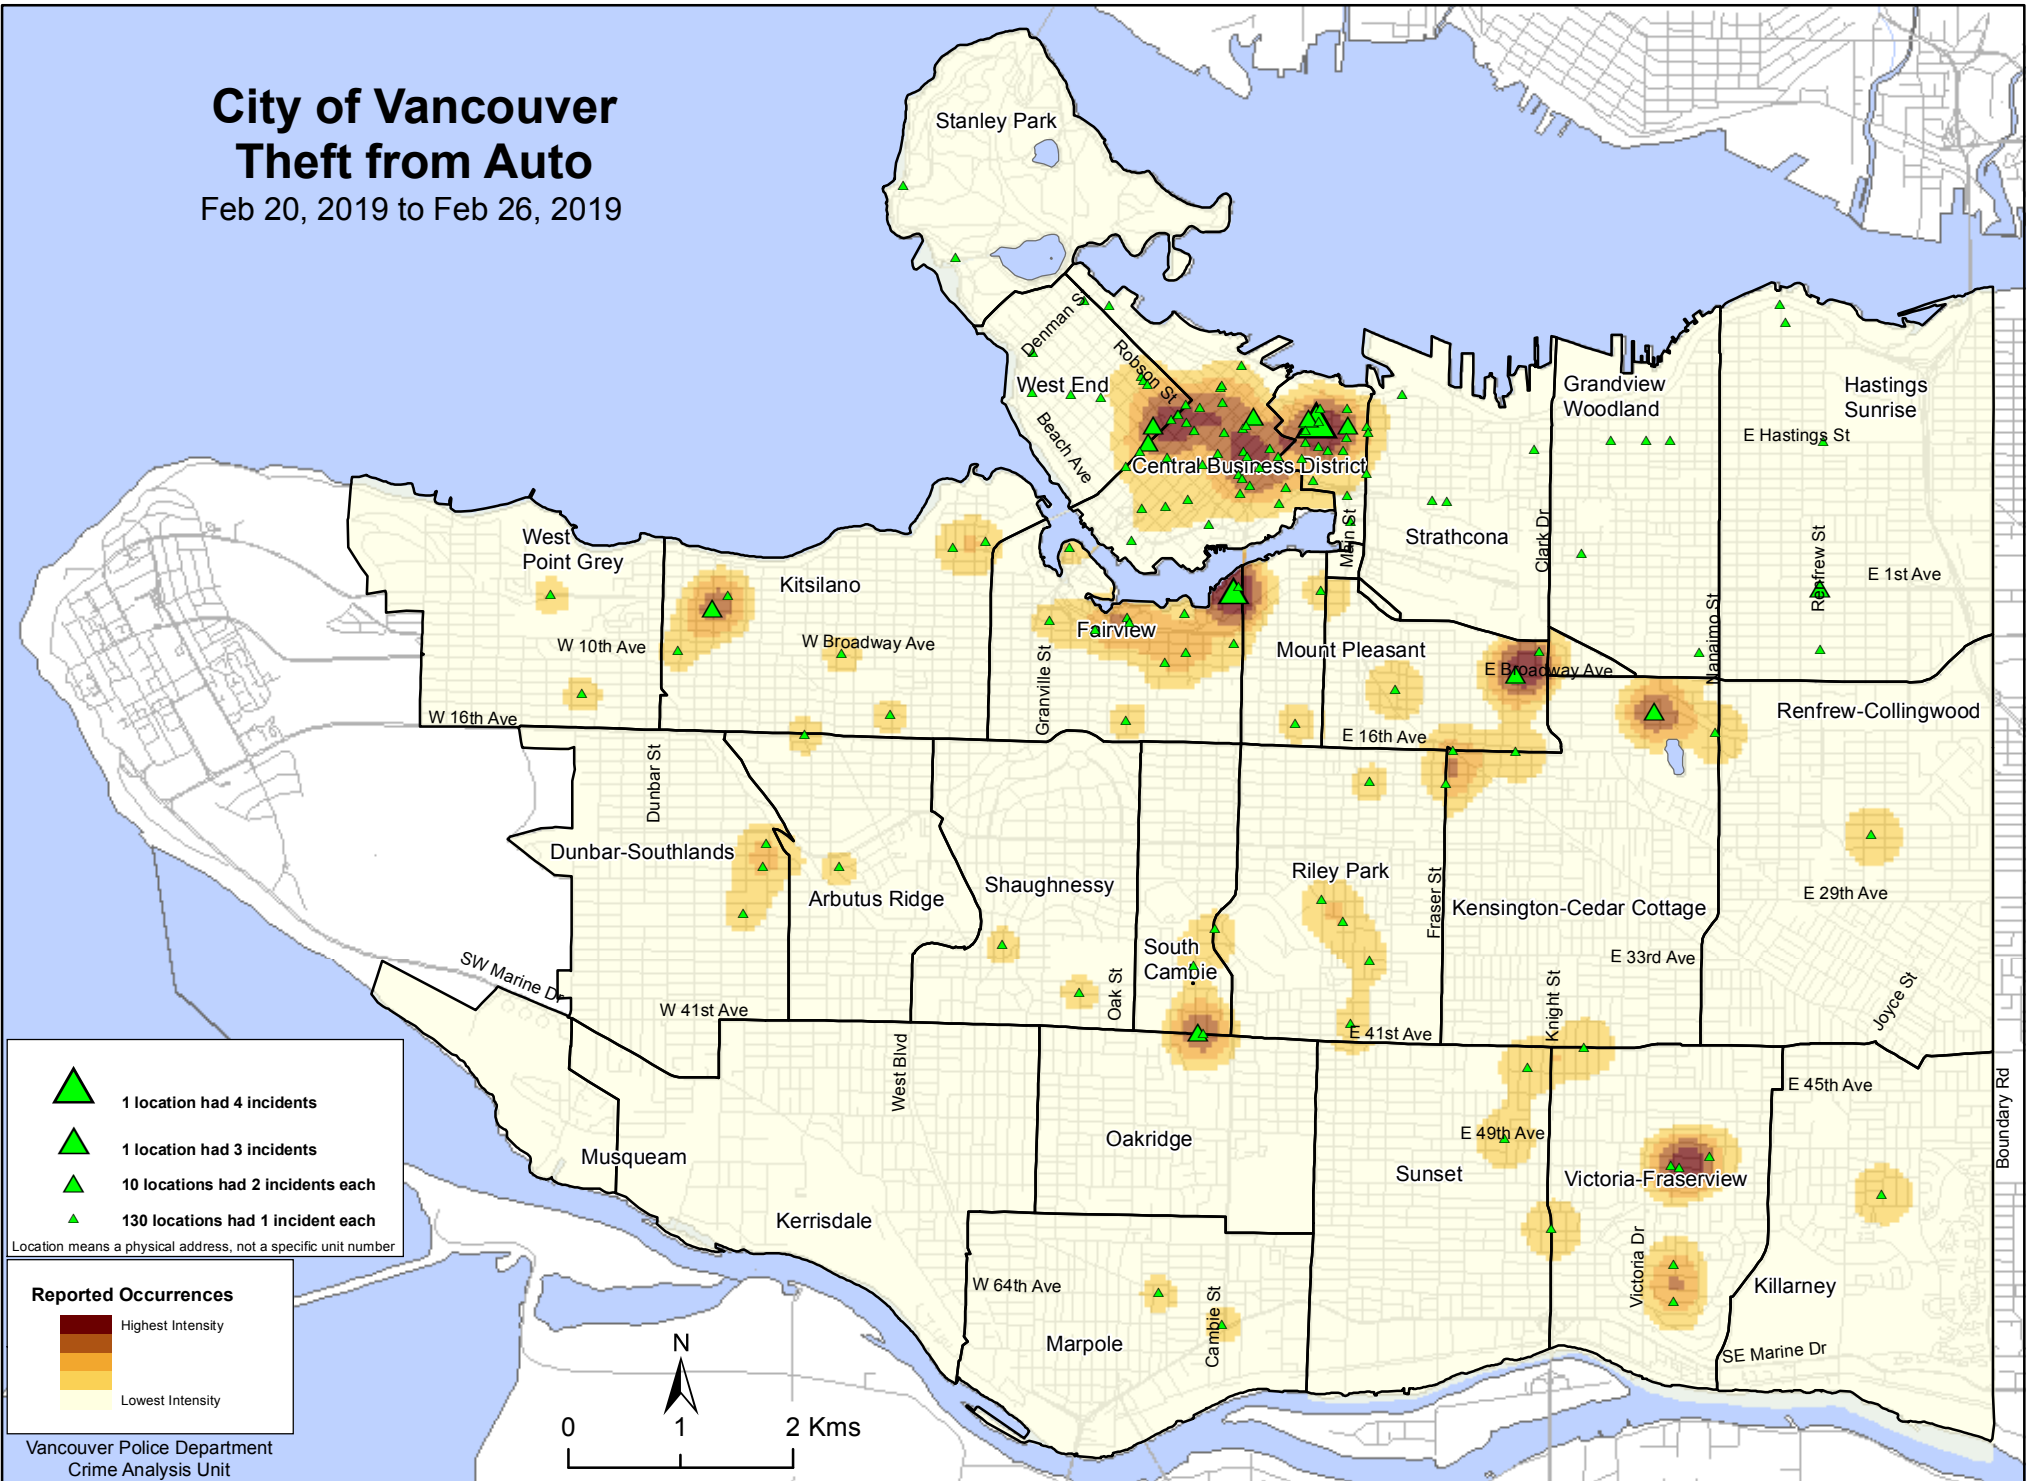 City of Vancouver
Theft from Auto
Feb 20, 2019 to Feb 26, 2019
Stanley Park
Denman St
Robson St
West End
Beach Ave
Central Business District
Main St
Strathcona
Clark Dr
Grandview
Woodland
Hastings
Sunrise
E Hastings St
Renfrew St
E 1st Ave
Nanaimo St
West
Point Grey
Kitsilano
W 10th Ave
W Broadway Ave
W 16th Ave
Granville St
Fairview
Mount Pleasant
E Broadway Ave
E 16th Ave
Renfrew-Collingwood
Dunbar St
Dunbar-Southlands
Arbutus Ridge
Shaughnessy
South
Cambie
Oak St
Riley Park
Fraser St
Kensington-Cedar Cottage
E 29th Ave
E 33rd Ave
Knight St
Joyce St
SW Marine Dr
W 41st Ave
E 41st Ave
West Blvd
E 45th Ave
Boundary Rd
E 49th Ave
Musqueam
Oakridge
Sunset
Victoria-Fraserview
Kerrisdale
Victoria Dr
Killarney
W 64th Ave
Cambie St
Marpole
SE Marine Dr
1 location had 4 incidents
1 location had 3 incidents
10 locations had 2 incidents each
130 locations had 1 incident each
Location means a physical address, not a specific unit number
Reported Occurrences
Highest Intensity
Lowest Intensity
Vancouver Police Department
Crime Analysis Unit
N
0 1 2 Kms